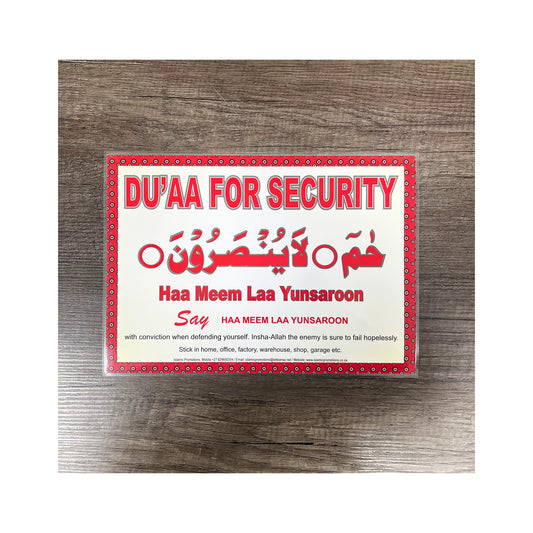 DU'AA FOR SECURITY
حٰمٓ ○ لَا يُنْصَرُوْنَ ○
Haa Meem Laa Yunsaroon
Say HAA MEEM LAA YUNSAROON
with conviction when defending yourself. Insha-Allah the enemy is sure to fail hopelessly.
Stick in home, office, factory, warehouse, shop, garage etc.